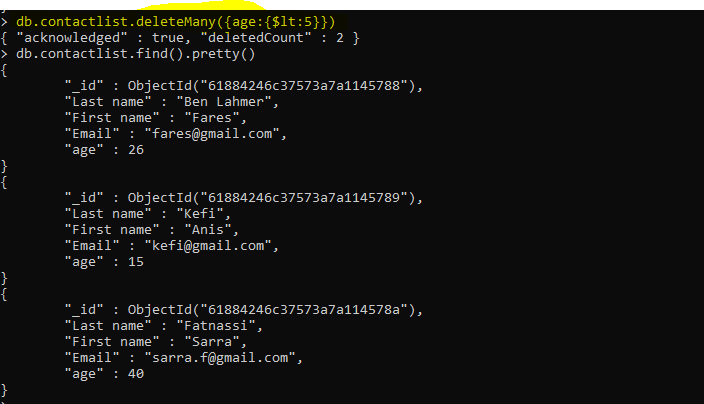 > db.contactlist.deleteMany({age:{$lt:5}})
{ "acknowledged" : true, "deletedCount" : 2 }
> db.contactlist.find().pretty()
{
        "_id" : ObjectId("61884246c37573a7a1145788"),
        "Last name" : "Ben Lahmer",
        "First name" : "Fares",
        "Email" : "fares@gmail.com",
        "age" : 26
}
{
        "_id" : ObjectId("61884246c37573a7a1145789"),
        "Last name" : "Kefi",
        "First name" : "Anis",
        "Email" : "kefi@gmail.com",
        "age" : 15
}
{
        "_id" : ObjectId("61884246c37573a7a114578a"),
        "Last name" : "Fatnassi",
        "First name" : "Sarra",
        "Email" : "sarra.f@gmail.com",
        "age" : 40
}